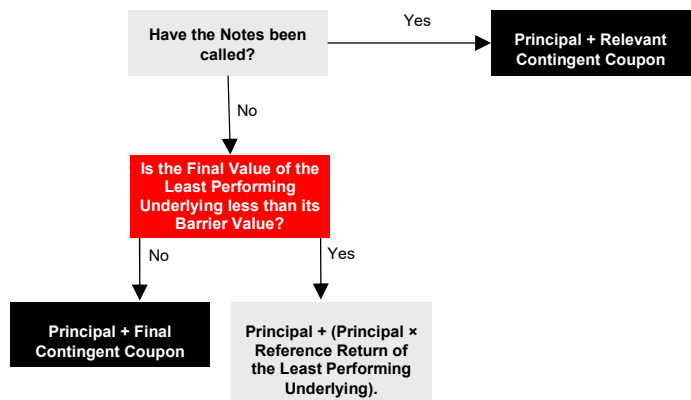 Have the Notes been
called?
Yes
Principal + Relevant
Contingent Coupon
No
Is the Final Value of the
Least Performing
Underlying less than its
Barrier Value?
No
Yes
Principal + Final
Contingent Coupon
Principal + (Principal ×
Reference Return of
the Least Performing
Underlying).